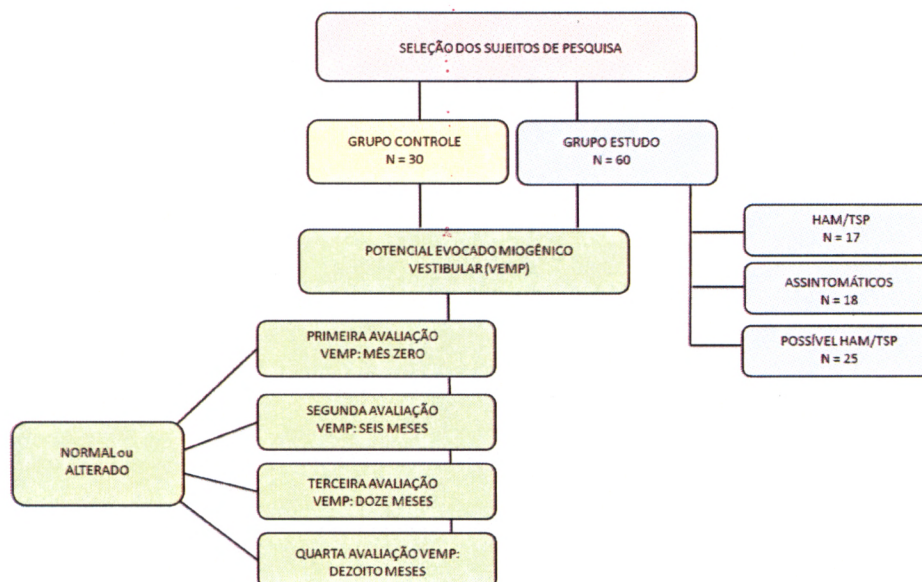 SELEÇÃO DOS SUJEITOS DE PESQUISA
GRUPO CONTROLE
N = 30
GRUPO ESTUDO
N = 60
HAM/TSP
N = 17
POTENCIAL EVOCADO MIOGÊNICO
VESTIBULAR (VEMP)
ASSINTOMÁTICOS
N = 18
POSSÍVEL HAM/TSP
N = 25
PRIMEIRA AVALIAÇÃO
VEMP: MÊS ZERO
SEGUNDA AVALIAÇÃO
VEMP: SEIS MESES
NORMAL ou
ALTERADO
TERCEIRA AVALIAÇÃO
VEMP: DOZE MESES
QUARTA AVALIAÇÃO VEMP:
DEZOITO MESES